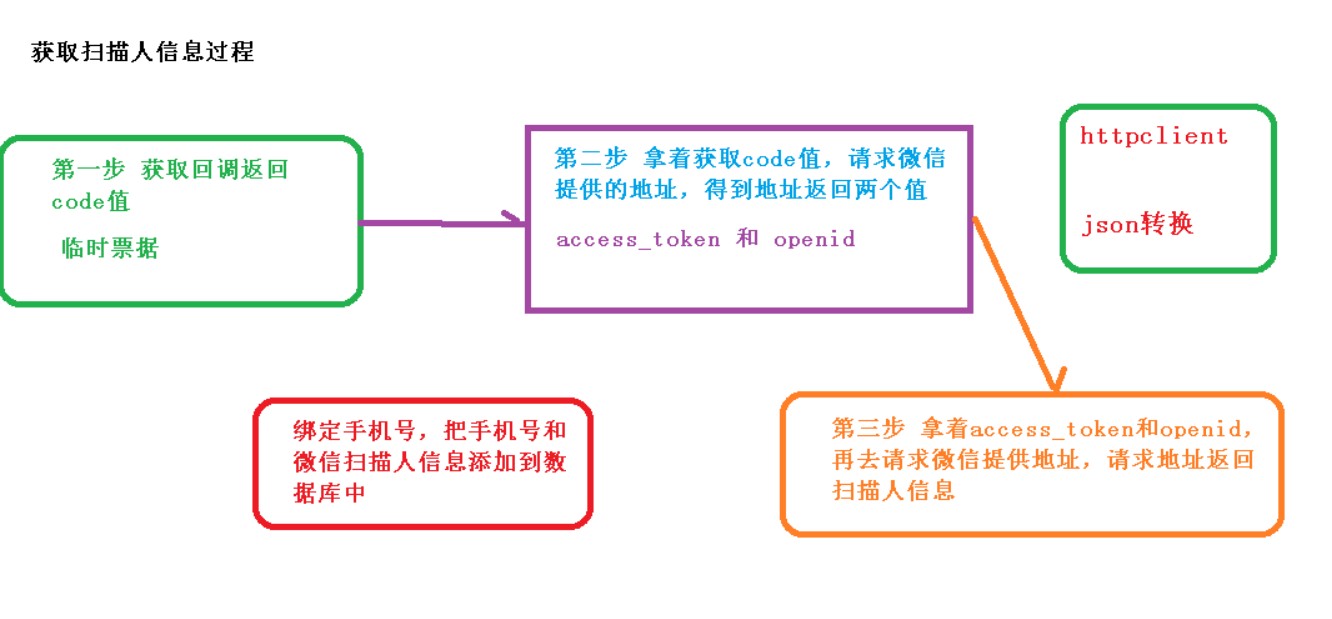 获取扫描人信息过程
第一步 获取回调返回
code值
临时票据
第二步 拿着获取code值，请求微信
提供的地址，得到地址返回两个值
access_token 和 openid
httpclient
json转换
绑定手机号，把手机号和
微信扫描人信息添加到数
据库中
第三步 拿着access_token和openid，
再去请求微信提供地址，请求地址返回
扫描人信息